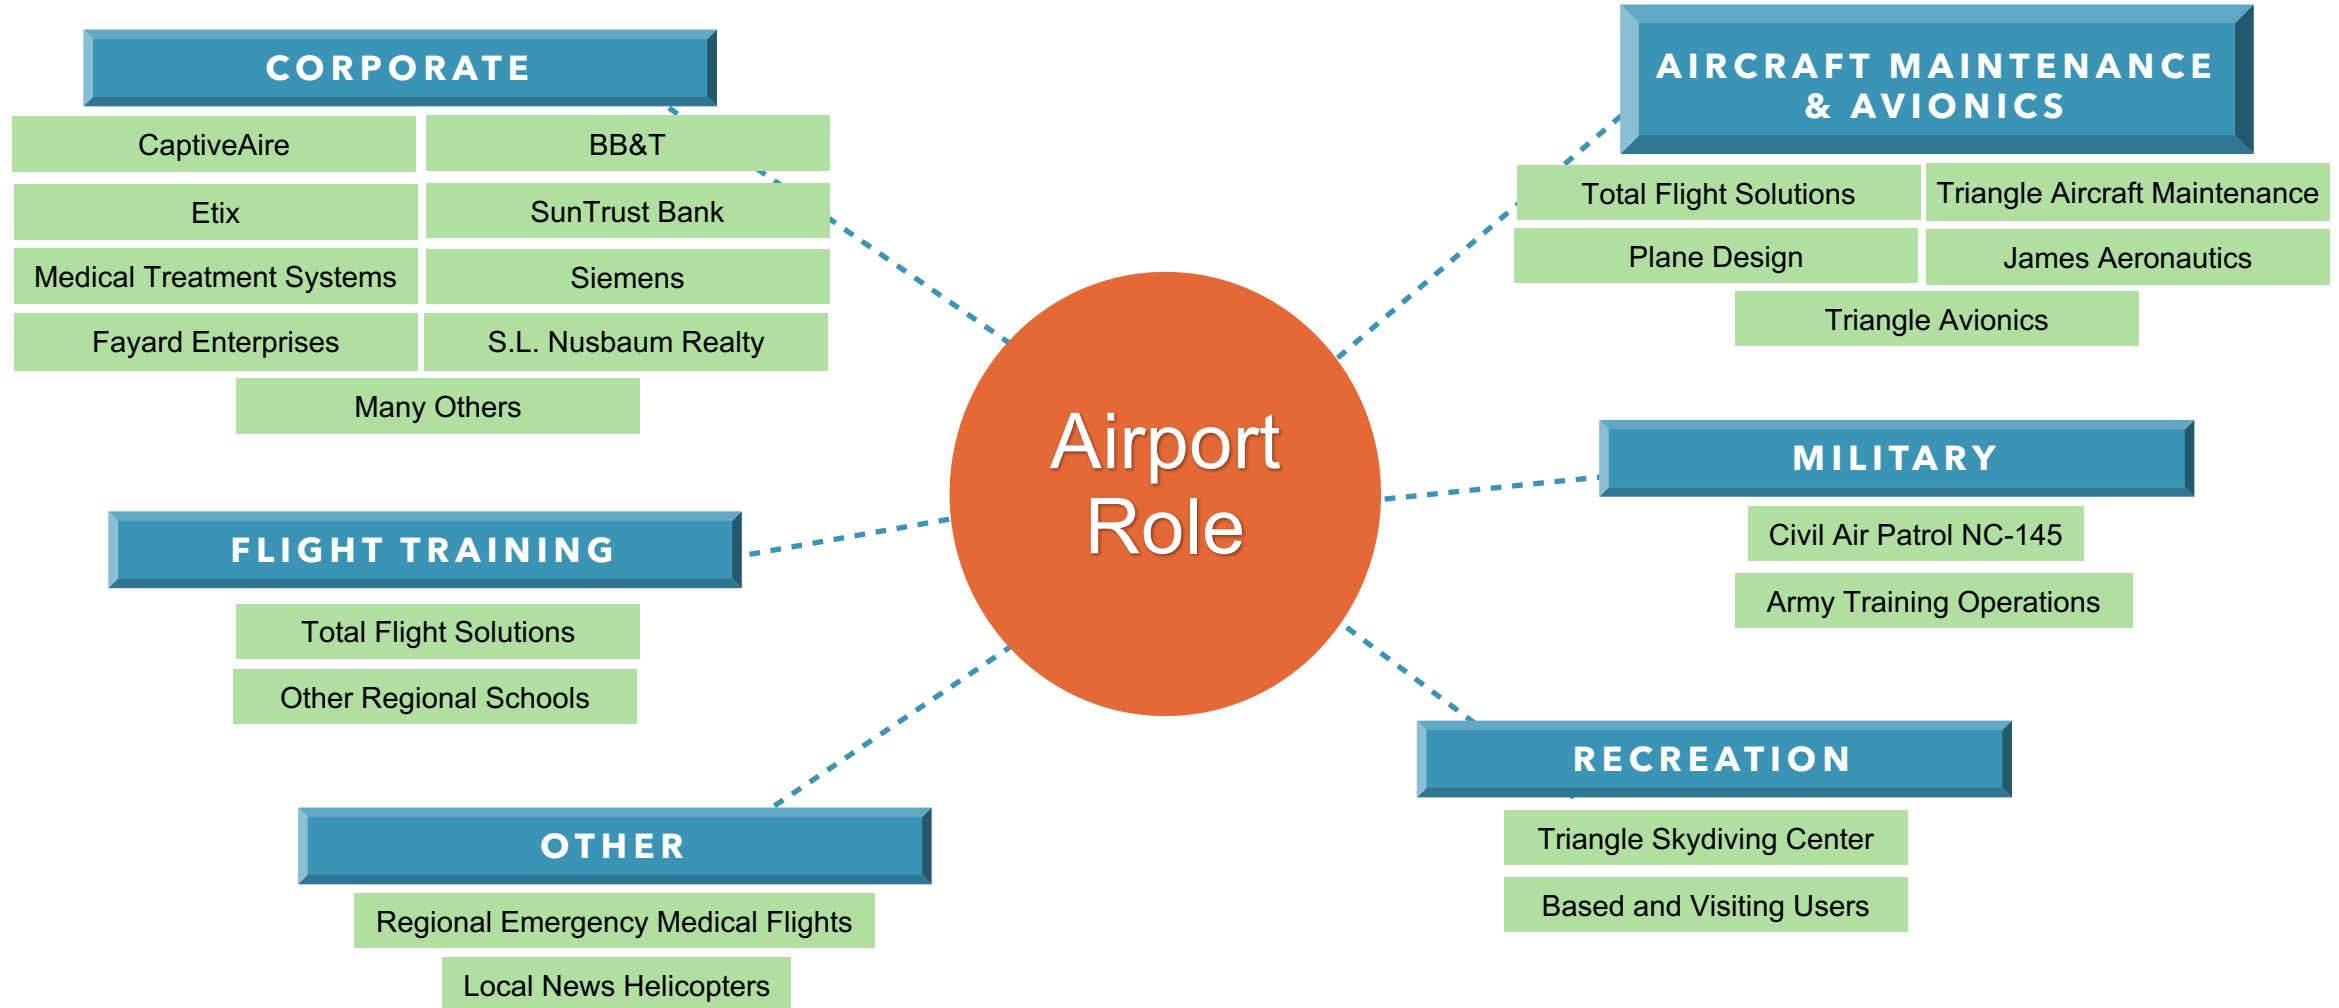 CORPORATE
CaptiveAire
BB&T
Etix
SunTrust Bank
Medical Treatment Systems
Siemens
Fayard Enterprises
S.L. Nusbaum Realty
Many Others
AIRCRAFT MAINTENANCE
& AVIONICS
Total Flight Solutions
Triangle Aircraft Maintenance
Plane Design
James Aeronautics
Triangle Avionics
Airport
Role
MILITARY
Civil Air Patrol NC-145
Army Training Operations
FLIGHT TRAINING
Total Flight Solutions
Other Regional Schools
RECREATION
Triangle Skydiving Center
Based and Visiting Users
OTHER
Regional Emergency Medical Flights
Local News Helicopters